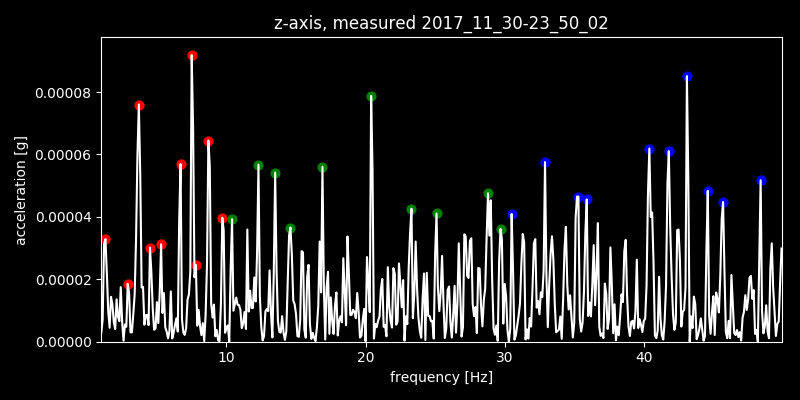 z-axis, measured 2017_11_30-23_50_02
acceleration [g]
0.00008
0.00006
0.00004
0.00002
0.00000
10 20 30 40
frequency [Hz]